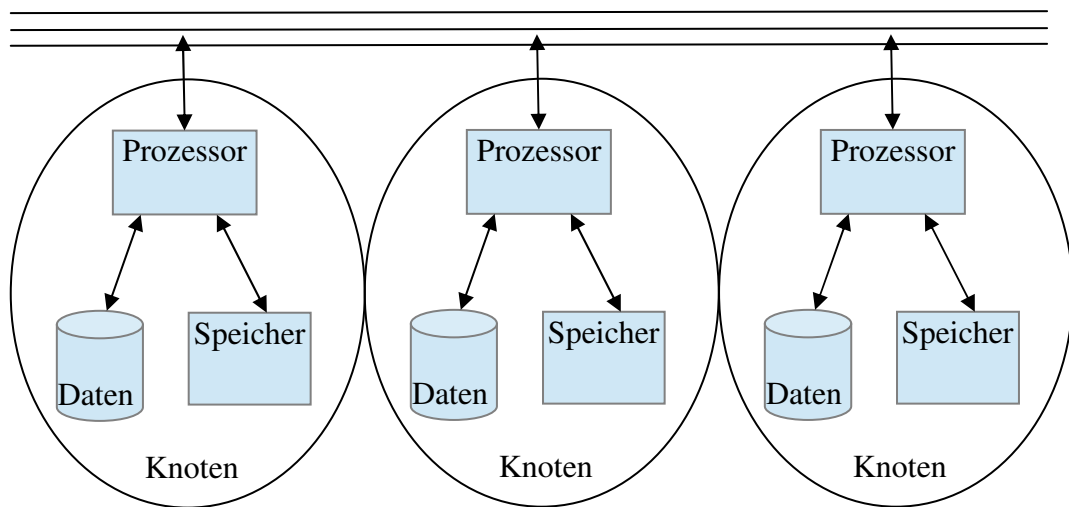 Prozessor Prozessor Prozessor
Speicher Speicher Speicher
Daten Daten Daten
Knoten Knoten Knoten